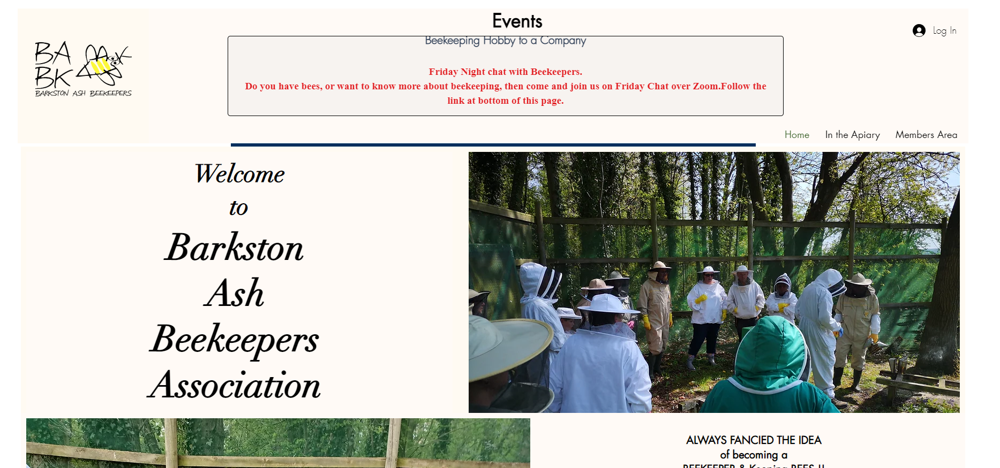 Events
Log In
Beekeeping Hobby to a Company
BA
BK
BARKSTON ASH BEEKEEPERS
Friday Night chat with Beekeepers.
Do you have bees, or want to know more about beekeeping, then come and join us on Friday Chat over Zoom.Follow the
link at bottom of this page.
Home In the Apiary Members Area
Welcome
to
Barkston
Ash
Beekeepers
Association
ALWAYS FANCIED THE IDEA
of becoming a
BEEKEEPER & Keeping BEES !!